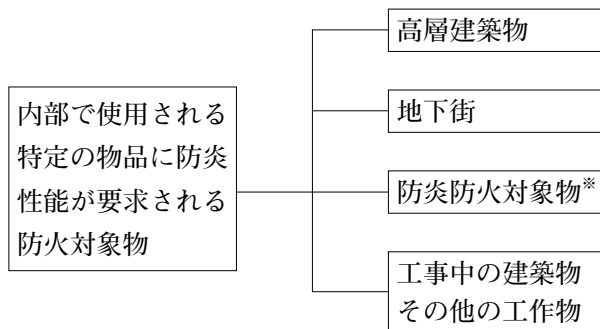 内部で使用される
特定の物品に防炎
性能が要求される
防火対象物
高層建築物
地下街
防炎防火対象物※
工事中の建築物
その他の工作物